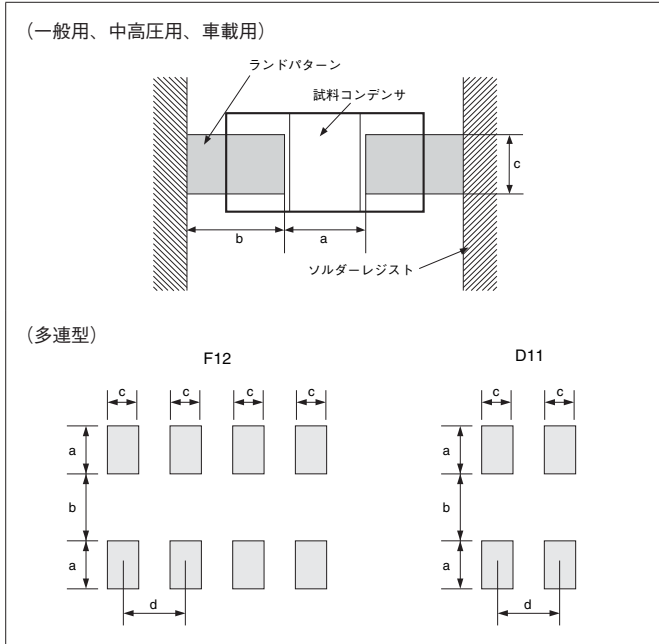 （一般用、中高圧用、車載用）
ランドパターン
試料コンデンサ
c
b
a
ソルダーレジスト
（多連型）
F12
D11
c c c c
c c
a
a
b
b
a
a
d
d